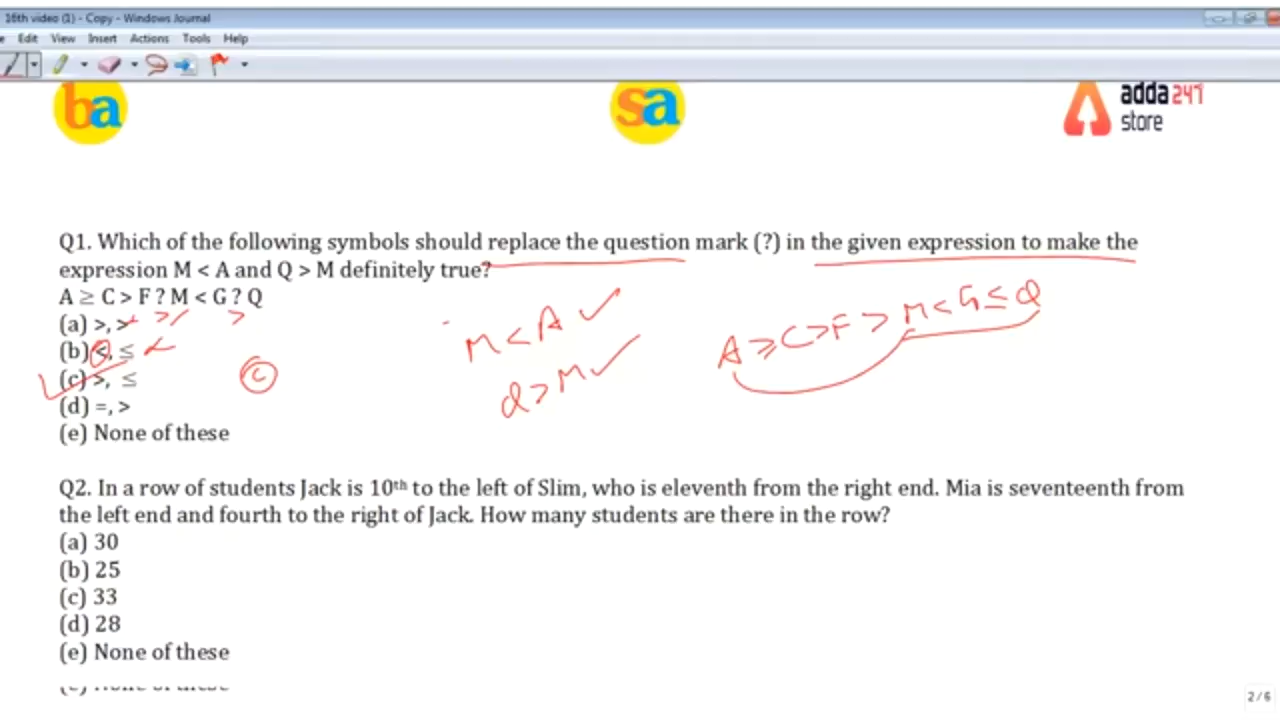 16th video (1) - Copy - Windows Journal
Edit View Insert Actions Tools Help
ba
sa
adda 247
store
Q1. Which of the following symbols should replace the question mark (?) in the given expression to make the
expression M < A and Q > M definitely true?
A ≥ C > F ? M < G ? Q
(a) >, >
(b) <, ≤
(c) >, ≤
(d) =, >
(e) None of these
M < A ✓
Q > M ✓
A ≥ C > F > M < G ≤ Q
(c)
Q2. In a row of students Jack is 10th to the left of Slim, who is eleventh from the right end. Mia is seventeenth from
the left end and fourth to the right of Jack. How many students are there in the row?
(a) 30
(b) 25
(c) 33
(d) 28
(e) None of these
2 / 6